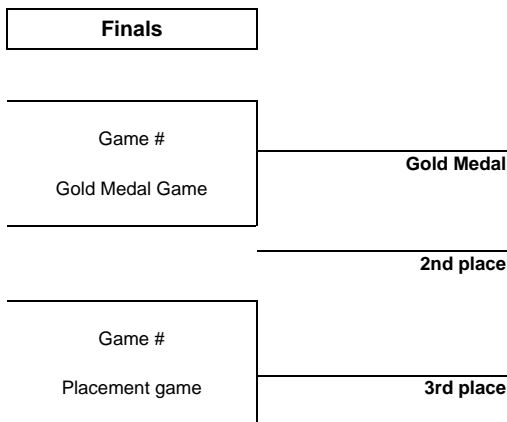 Finals
Game #
Gold Medal
Gold Medal Game
2nd place
Game #
Placement game
3rd place